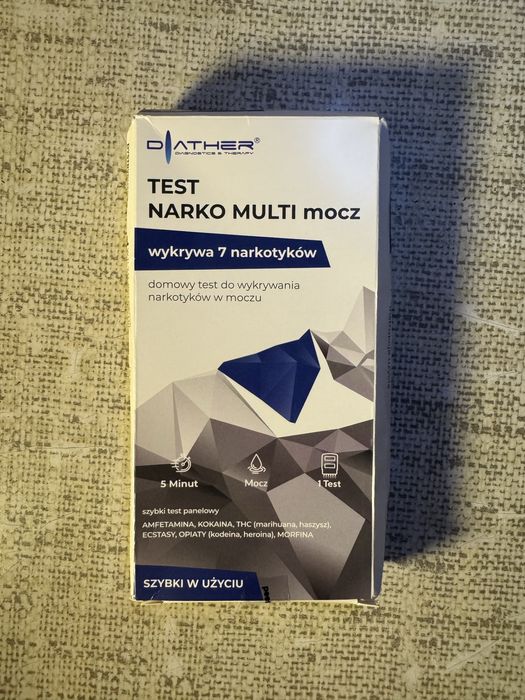 DIATHER®
DIAGNOSTICS & THERAPY
TEST
NARKO MULTI mocz
wykrywa 7 narkotyków
domowy test do wykrywania
narkotyków w moczu
5 Minut
Mocz
1 Test
szybki test panelowy
AMFETAMINA, KOKAINA, THC (marihuana, haszysz),
ECSTASY, OPIATY (kodeina, heroina), MORFINA
SZYBKI W UŻYCIU